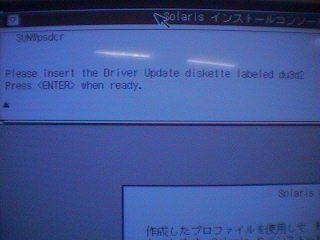 Solaris インストールコンソー
SUNWpsdcr
Please insert the Driver Update diskette labeled du8d2
Press <ENTER> when ready.
Solaris
作成したプロファイルを使用して、